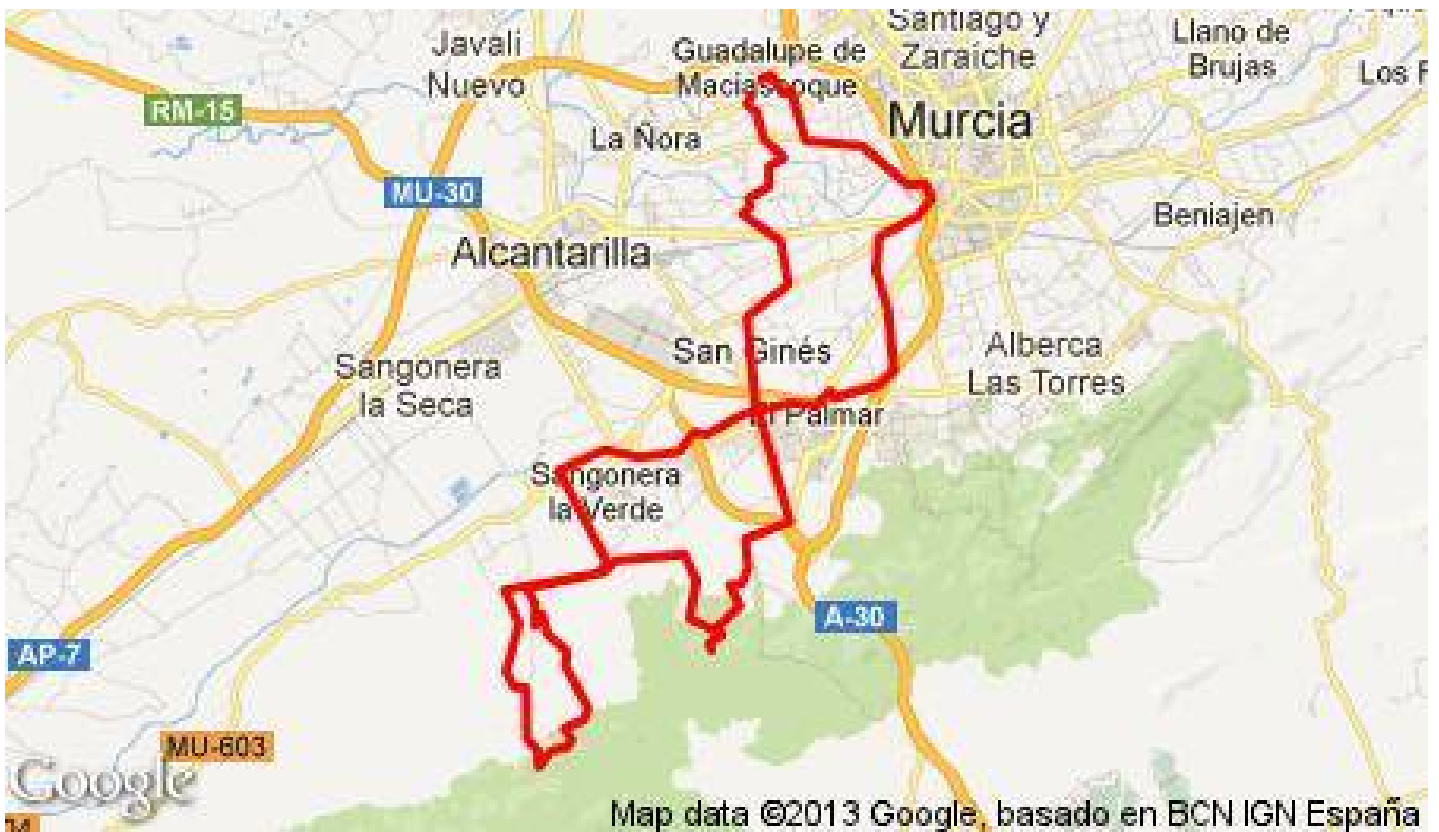 Santiago y
Zaraiche
Llano de
Brujas
Javali
Nuevo
Guadalupe de
Maciascoque
Los F
RM-15
Murcia
La Ñora
MU-30
Beniajen
Alcantarilla
San Ginés
Alberca
Las Torres
Sangonera
la Seca
El Palmar
Sangonera
la Verde
A-30
AP-7
MU-603
Google
Map data ©2013 Google, basado en BCN IGN España